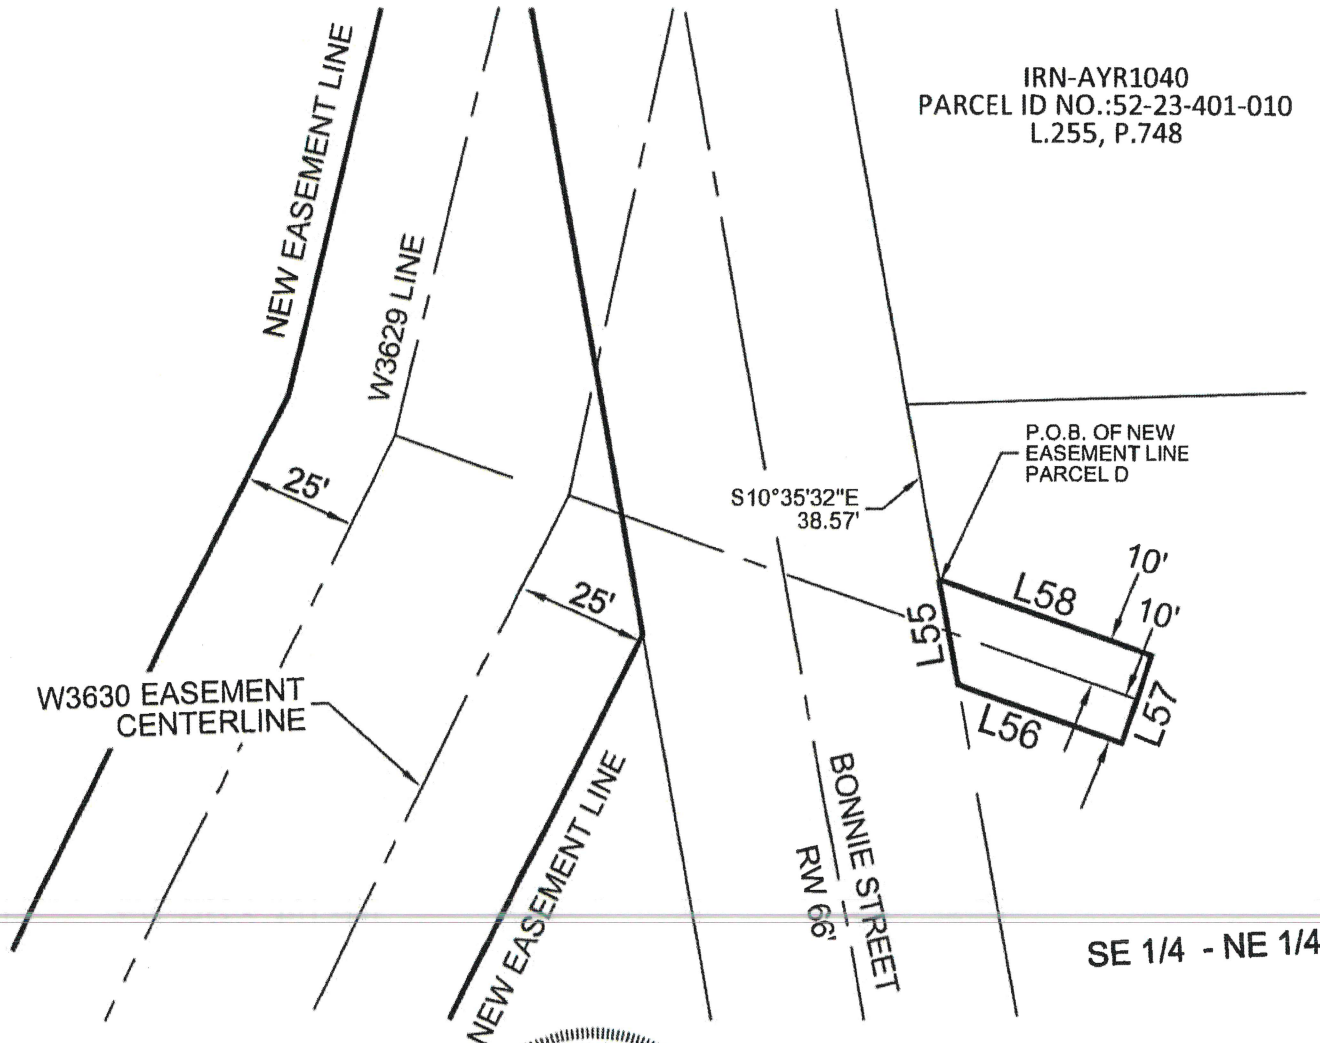 IRN-AYR1040
PARCEL ID NO.:52-23-401-010
L.255, P.748
NEW EASEMENT LINE
W3629 LINE
P.O.B. OF NEW
EASEMENT LINE
PARCEL D
25'
S10°35'32"E
38.57'
10'
L58
10'
25'
L55
W3630 EASEMENT
CENTERLINE
L57
L56
NEW EASEMENT LINE
BONNIE STREET
RW 66'
SE 1/4 - NE 1/4